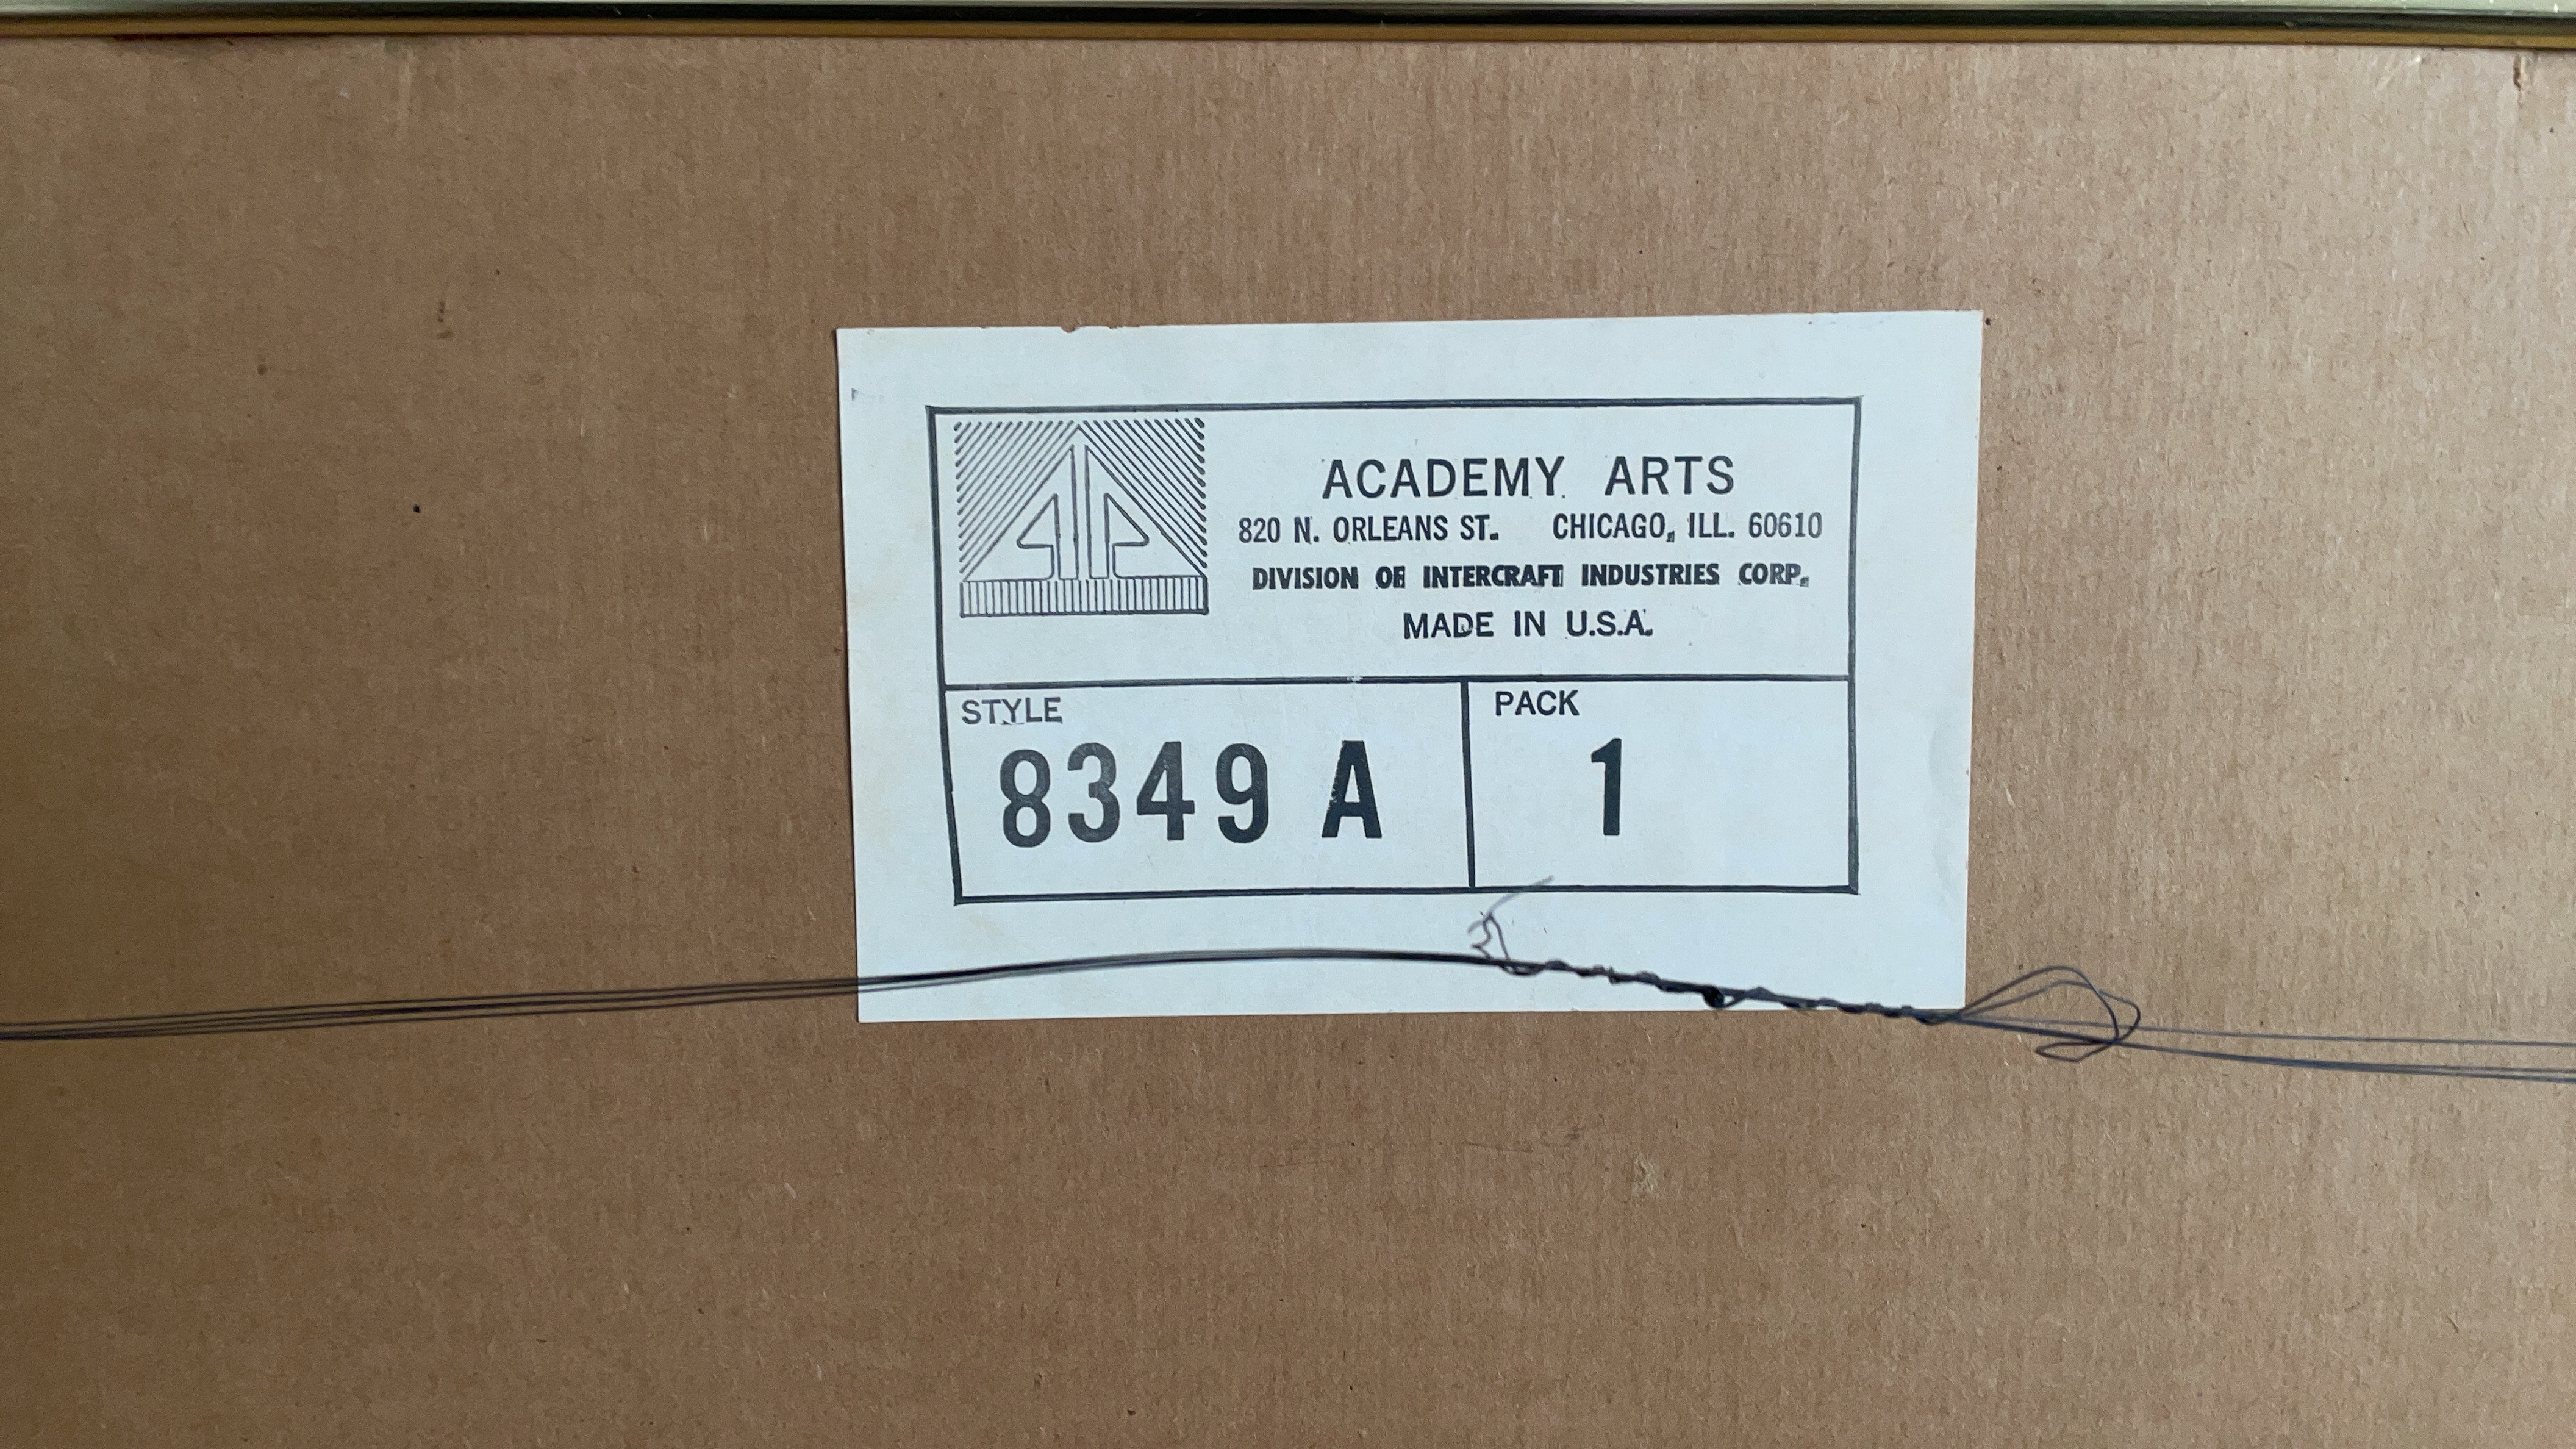 ACADEMY ARTS
820 N. ORLEANS ST. CHICAGO, ILL. 60610
DIVISION OF INTERCRAFT INDUSTRIES CORP.
MADE IN U.S.A.
STYLE PACK
8349 A 1